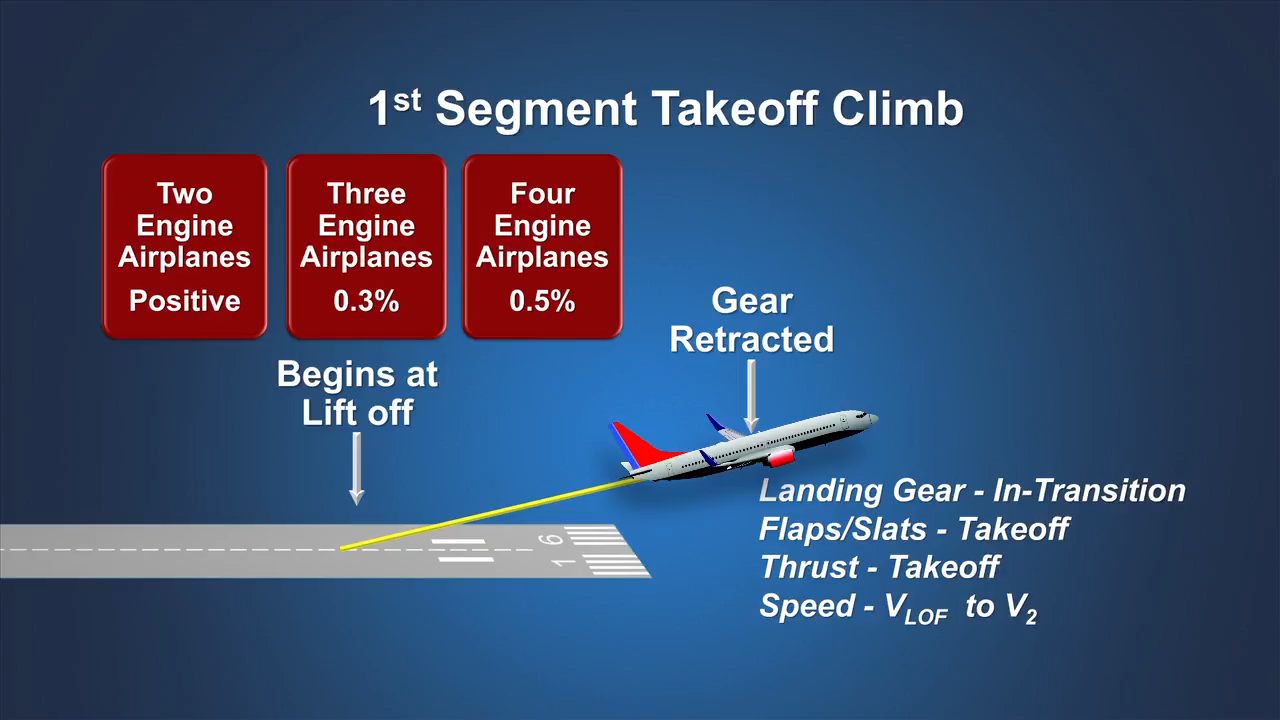 1st Segment Takeoff Climb
Two
Engine
Airplanes
Positive
Three
Engine
Airplanes
0.3%
Four
Engine
Airplanes
0.5%
Begins at
Lift off
Gear
Retracted
Landing Gear - In-Transition
Flaps/Slats - Takeoff
Thrust - Takeoff
Speed - VLOF to V2
16